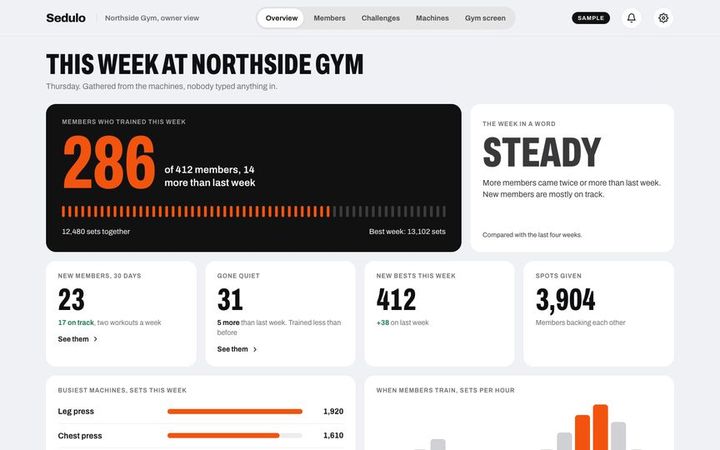 Sedulo
Northside Gym, owner view
Overview
Members
Challenges
Machines
Gym screen
SAMPLE
THIS WEEK AT NORTHSIDE GYM
Thursday. Gathered from the machines, nobody typed anything in.
MEMBERS WHO TRAINED THIS WEEK
286
of 412 members, 14
more than last week
12,480 sets together
Best week: 13,102 sets
THE WEEK IN A WORD
STEADY
More members came twice or more than last week.
New members are mostly on track.
Compared with the last four weeks.
NEW MEMBERS, 30 DAYS
23
17 on track, two workouts a week
See them
GONE QUIET
31
5 more than last week. Trained less than
before
See them
NEW BESTS THIS WEEK
412
+38 on last week
SPOTS GIVEN
3,904
Members backing each other
BUSIEST MACHINES, SETS THIS WEEK
Leg press
1,920
Chest press
1,610
WHEN MEMBERS TRAIN, SETS PER HOUR